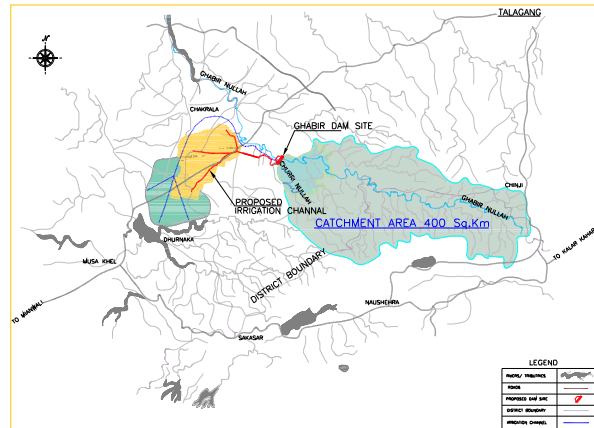 TALAGANG
N
GHABIR NULLAH
CHAKRALA
GHABIR DAM SITE
CHURRI NULLAH
CHINJI
GHABIR NULLAH
PROPOSED
IRRIGATION CHANNAL
CATCHMENT AREA 400 Sq.Km
DHURNAKA
DISTRICT BOUNDARY
MUSA KHEL
TO KALAR KAHAR
NAUSHEHRA
TO MIANWALI
SAKASAR
LEGEND
RIVERS/ TRIBUTARIES
ROADS
PROPOSED DAM SITE
DISTRICT BOUNDARY
IRRIGATION CHANNEL